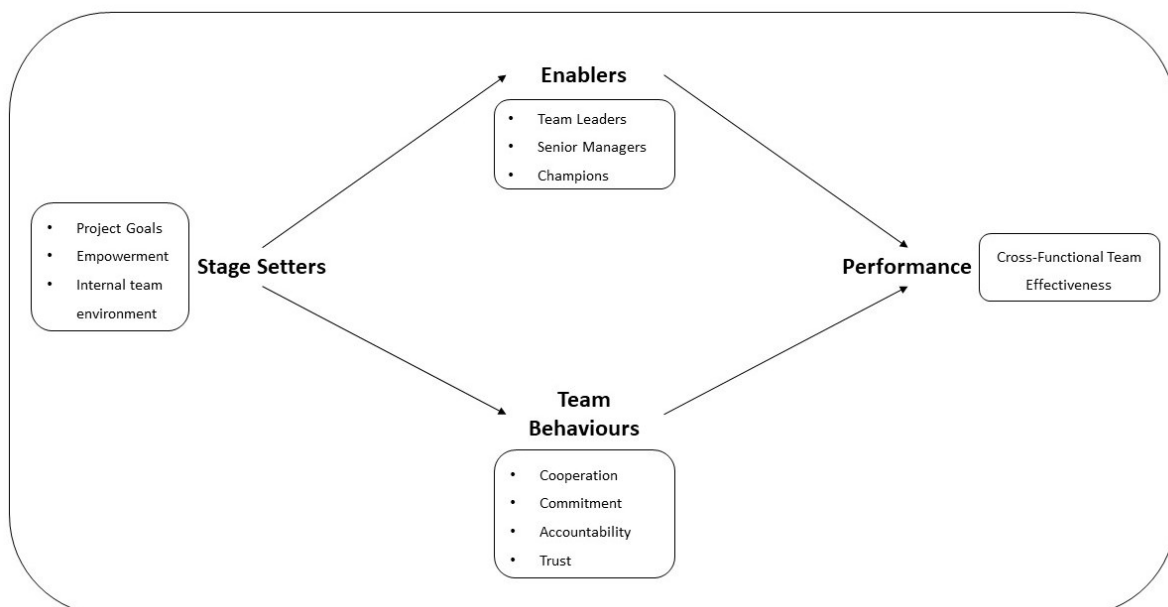 Enablers
• Team Leaders
• Senior Managers
• Champions
• Project Goals
• Empowerment
• Internal team
environment
Stage Setters
Performance
Cross-Functional Team
Effectiveness
Team
Behaviours
• Cooperation
• Commitment
• Accountability
• Trust